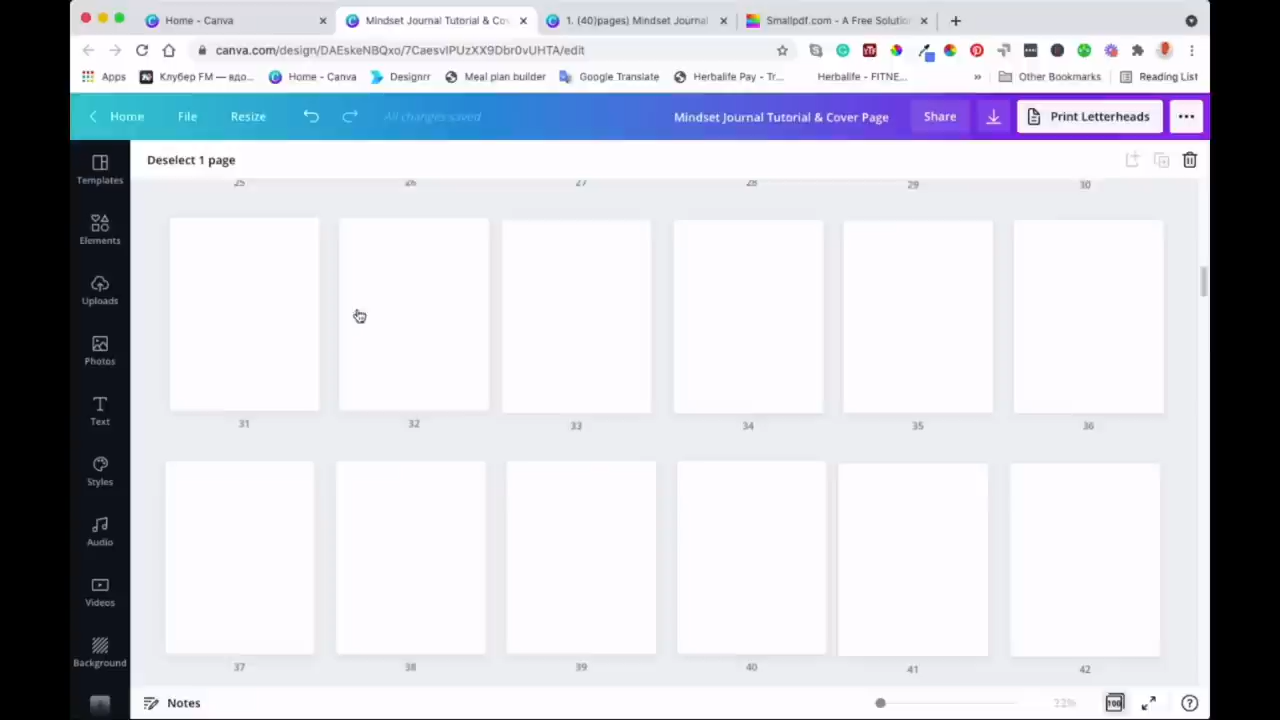 Home - Canva
Mindset Journal Tutorial & Cov
1. (40)pages) Mindset Journal
Smallpdf.com - A Free Solution
canva.com/design/DAEskeNBQxo/7CaesvIPUzXX9Dbr0vUHTA/edit
Apps
Клубер FM — вдо...
Home - Canva
Designrr
Meal plan builder
Google Translate
Herbalife Pay - Tr...
Herbalife - FITNE...
»
Other Bookmarks
Reading List
Home
File
Resize
All changes saved
Mindset Journal Tutorial & Cover Page
Share
Print Letterheads
Deselect 1 page
Templates
Elements
Uploads
Photos
Text
Styles
Audio
Videos
Background
25 26 27 28 29 30
31 32 33 34 35 36
37 38 39 40 41 42
Notes
22%
100